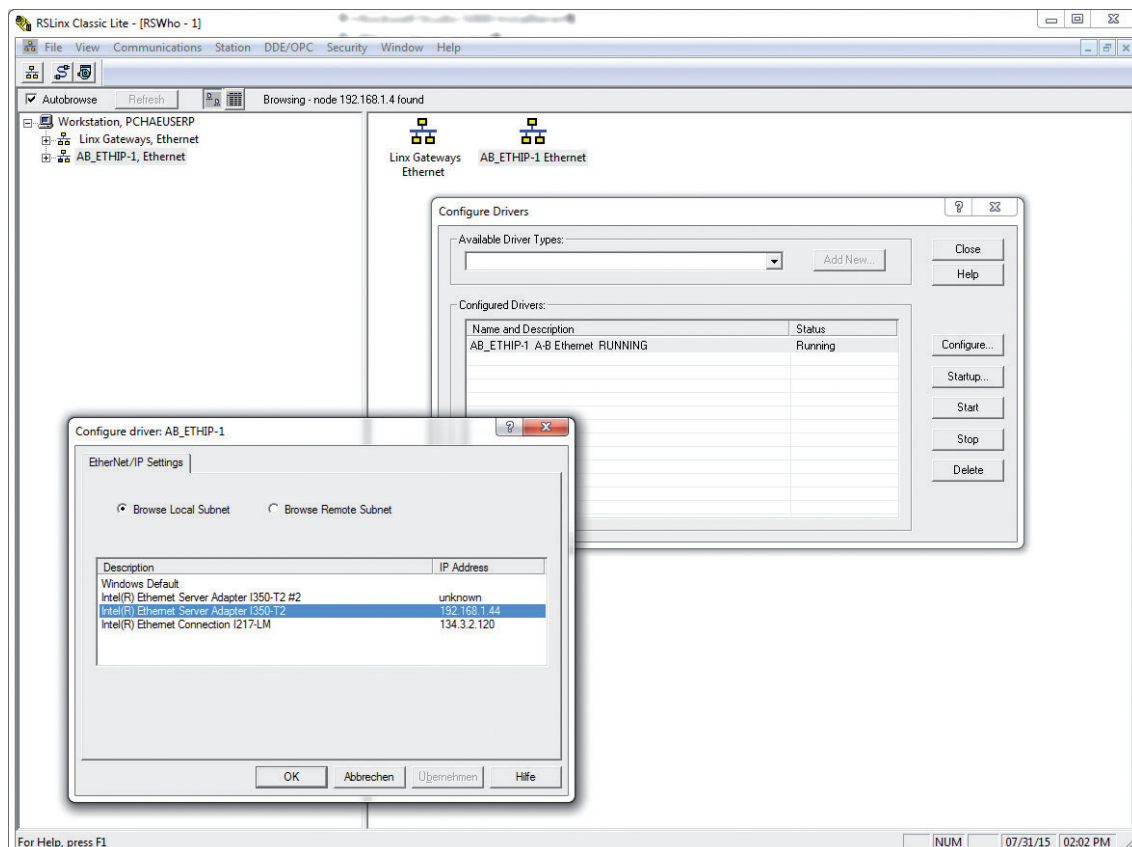 RSLinx Classic Lite - [RSWho - 1]
File View Communications Station DDE/OPC Security Window Help
Autobrowse Refresh Browsing - node 192.168.1.4 found
Workstation, PCHAEUSERP
Linx Gateways, Ethernet
AB_ETHIP-1, Ethernet
Linx Gateways
Ethernet
AB_ETHIP-1 Ethernet
Configure Drivers
Available Driver Types:
Add New...
Close
Help
Configured Drivers:
Name and Description Status
AB_ETHIP-1 A-B Ethernet RUNNING Running
Configure...
Startup...
Start
Stop
Delete
Configure driver: AB_ETHIP-1
EtherNet/IP Settings
Browse Local Subnet Browse Remote Subnet
Description IP Address
Windows Default
Intel(R) Ethernet Server Adapter I350-T2 #2 unknown
Intel(R) Ethernet Server Adapter I350-T2 192.168.1.44
Intel(R) Ethernet Connection I217-LM 134.3.2.120
OK Abbrechen Übernehmen Hilfe
For Help, press F1 NUM 07/31/15 02:02 PM